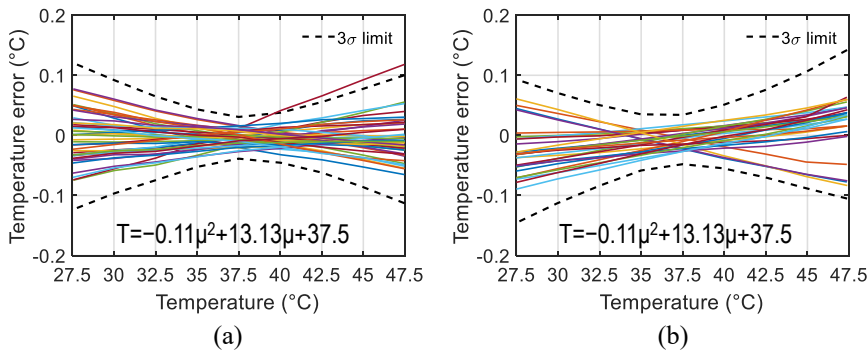 0.2
0.1
0
-0.1
-0.2
Temperature error (°C)
3σ limit
T=−0.11μ²+13.13μ+37.5
27.5 30 32.5 35 37.5 40 42.5 45 47.5
Temperature (°C)
(a)
0.2
0.1
0
-0.1
-0.2
Temperature error (°C)
3σ limit
T=−0.11μ²+13.13μ+37.5
27.5 30 32.5 35 37.5 40 42.5 45 47.5
Temperature (°C)
(b)